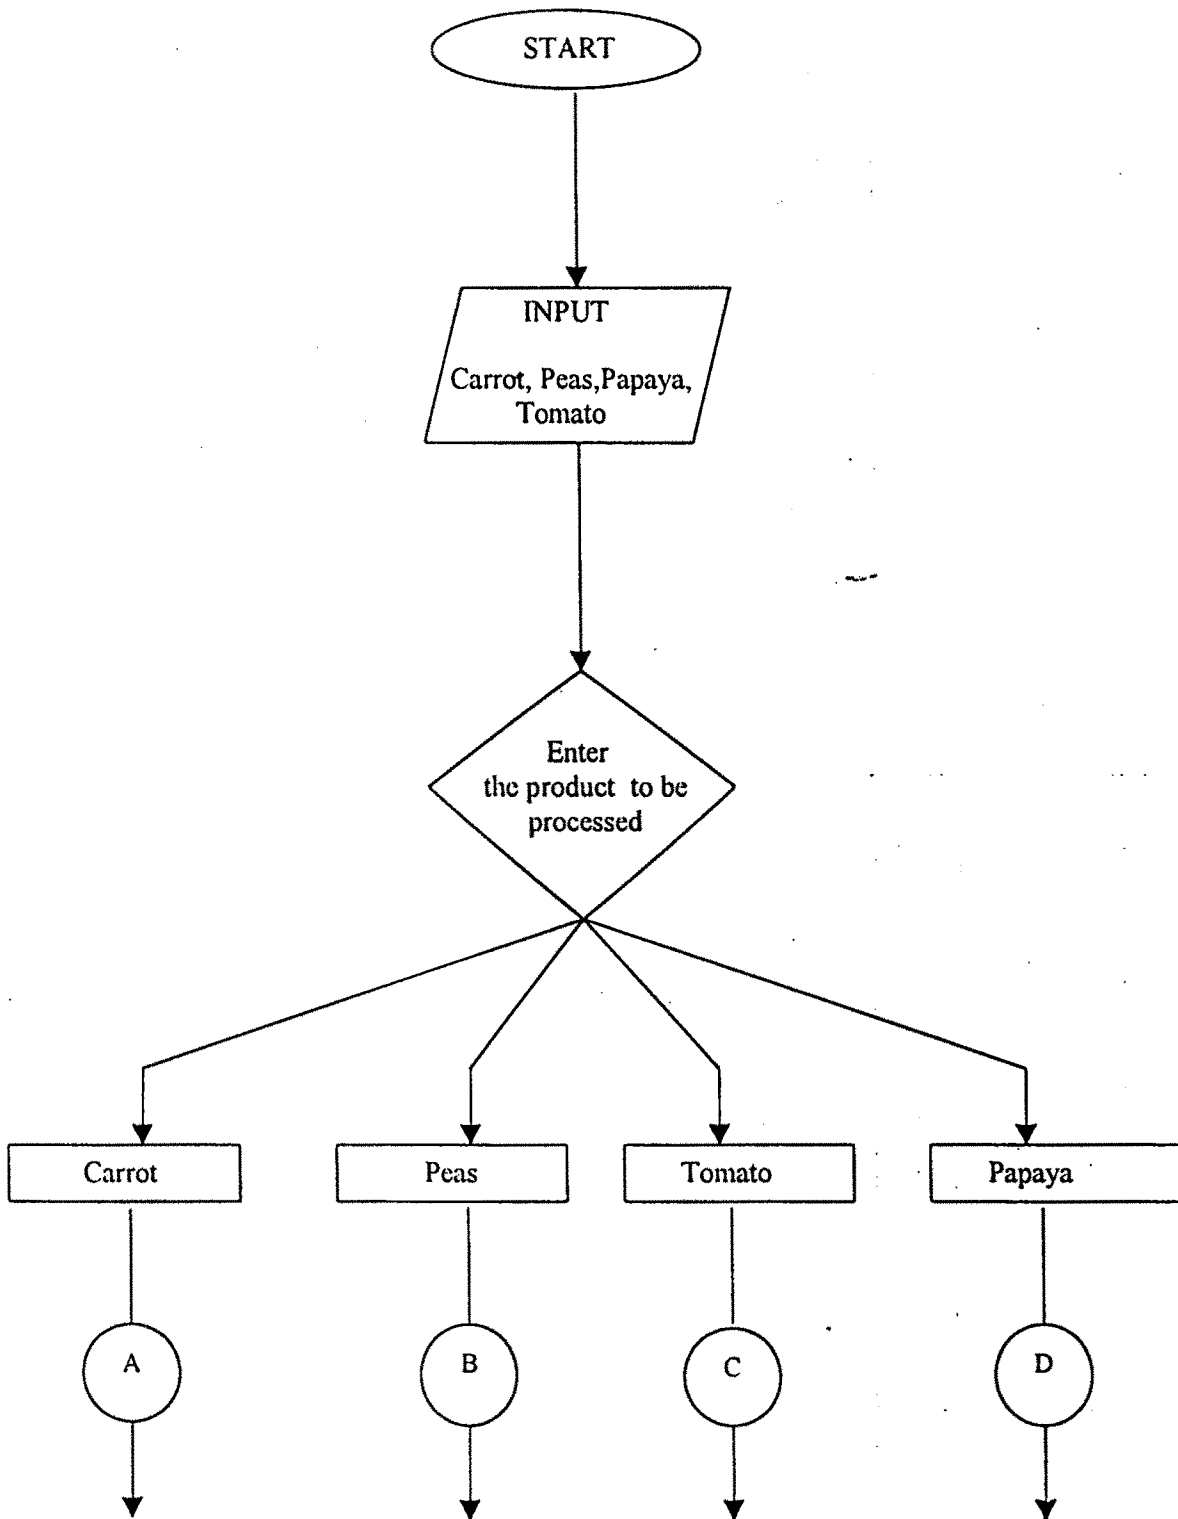 START
INPUT
Carrot, Peas,Papaya,
Tomato
Enter
the product to be
processed
Carrot
Peas
Tomato
Papaya
A
B
C
D